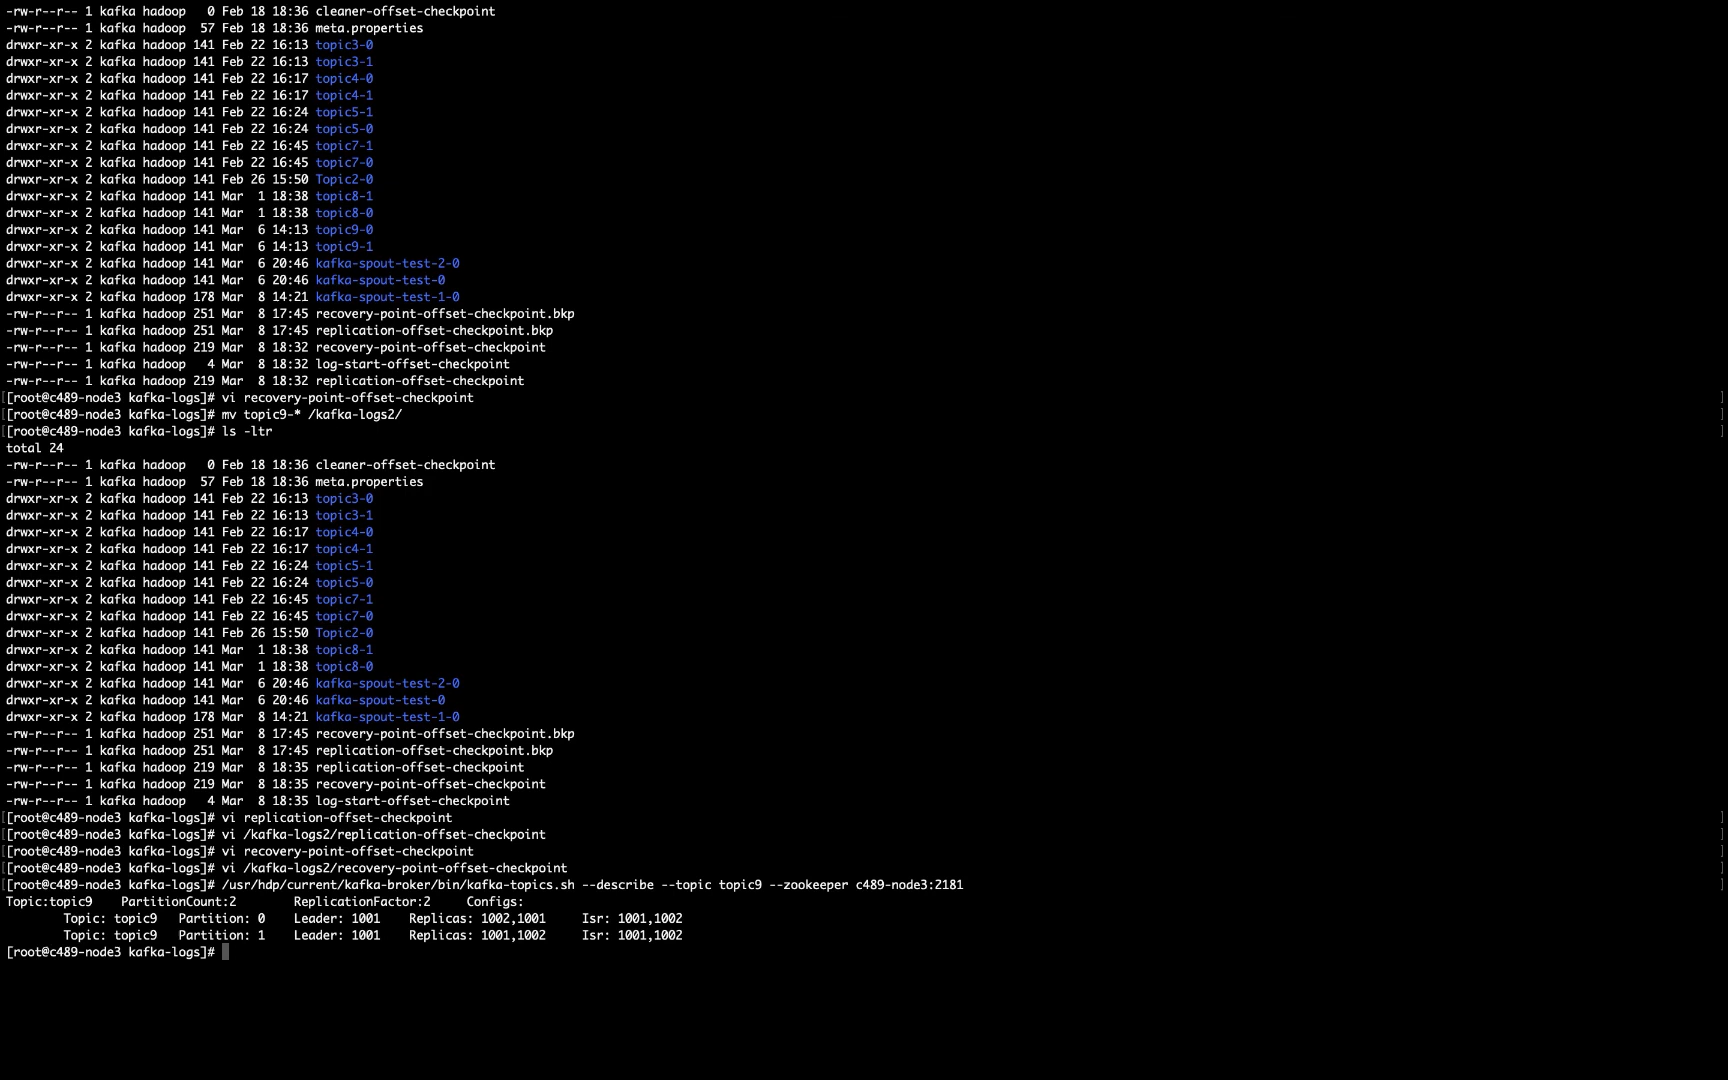 -rw-r--r-- 1 kafka hadoop   0 Feb 18 18:36 cleaner-offset-checkpoint
-rw-r--r-- 1 kafka hadoop  57 Feb 18 18:36 meta.properties
drwxr-xr-x 2 kafka hadoop 141 Feb 22 16:13 topic3-0
drwxr-xr-x 2 kafka hadoop 141 Feb 22 16:13 topic3-1
drwxr-xr-x 2 kafka hadoop 141 Feb 22 16:17 topic4-0
drwxr-xr-x 2 kafka hadoop 141 Feb 22 16:17 topic4-1
drwxr-xr-x 2 kafka hadoop 141 Feb 22 16:24 topic5-1
drwxr-xr-x 2 kafka hadoop 141 Feb 22 16:24 topic5-0
drwxr-xr-x 2 kafka hadoop 141 Feb 22 16:45 topic7-1
drwxr-xr-x 2 kafka hadoop 141 Feb 22 16:45 topic7-0
drwxr-xr-x 2 kafka hadoop 141 Feb 26 15:50 Topic2-0
drwxr-xr-x 2 kafka hadoop 141 Mar  1 18:38 topic8-1
drwxr-xr-x 2 kafka hadoop 141 Mar  1 18:38 topic8-0
drwxr-xr-x 2 kafka hadoop 141 Mar  6 14:13 topic9-0
drwxr-xr-x 2 kafka hadoop 141 Mar  6 14:13 topic9-1
drwxr-xr-x 2 kafka hadoop 141 Mar  6 20:46 kafka-spout-test-2-0
drwxr-xr-x 2 kafka hadoop 141 Mar  6 20:46 kafka-spout-test-0
drwxr-xr-x 2 kafka hadoop 178 Mar  8 14:21 kafka-spout-test-1-0
-rw-r--r-- 1 kafka hadoop 251 Mar  8 17:45 recovery-point-offset-checkpoint.bkp
-rw-r--r-- 1 kafka hadoop 251 Mar  8 17:45 replication-offset-checkpoint.bkp
-rw-r--r-- 1 kafka hadoop 219 Mar  8 18:32 recovery-point-offset-checkpoint
-rw-r--r-- 1 kafka hadoop   4 Mar  8 18:32 log-start-offset-checkpoint
-rw-r--r-- 1 kafka hadoop 219 Mar  8 18:32 replication-offset-checkpoint
[[root@c489-node3 kafka-logs]# vi recovery-point-offset-checkpoint ]
[[root@c489-node3 kafka-logs]# mv topic9-* /kafka-logs2/ ]
[[root@c489-node3 kafka-logs]# ls -ltr ]
total 24
-rw-r--r-- 1 kafka hadoop   0 Feb 18 18:36 cleaner-offset-checkpoint
-rw-r--r-- 1 kafka hadoop  57 Feb 18 18:36 meta.properties
drwxr-xr-x 2 kafka hadoop 141 Feb 22 16:13 topic3-0
drwxr-xr-x 2 kafka hadoop 141 Feb 22 16:13 topic3-1
drwxr-xr-x 2 kafka hadoop 141 Feb 22 16:17 topic4-0
drwxr-xr-x 2 kafka hadoop 141 Feb 22 16:17 topic4-1
drwxr-xr-x 2 kafka hadoop 141 Feb 22 16:24 topic5-1
drwxr-xr-x 2 kafka hadoop 141 Feb 22 16:24 topic5-0
drwxr-xr-x 2 kafka hadoop 141 Feb 22 16:45 topic7-1
drwxr-xr-x 2 kafka hadoop 141 Feb 22 16:45 topic7-0
drwxr-xr-x 2 kafka hadoop 141 Feb 26 15:50 Topic2-0
drwxr-xr-x 2 kafka hadoop 141 Mar  1 18:38 topic8-1
drwxr-xr-x 2 kafka hadoop 141 Mar  1 18:38 topic8-0
drwxr-xr-x 2 kafka hadoop 141 Mar  6 20:46 kafka-spout-test-2-0
drwxr-xr-x 2 kafka hadoop 141 Mar  6 20:46 kafka-spout-test-0
drwxr-xr-x 2 kafka hadoop 178 Mar  8 14:21 kafka-spout-test-1-0
-rw-r--r-- 1 kafka hadoop 251 Mar  8 17:45 recovery-point-offset-checkpoint.bkp
-rw-r--r-- 1 kafka hadoop 251 Mar  8 17:45 replication-offset-checkpoint.bkp
-rw-r--r-- 1 kafka hadoop 219 Mar  8 18:35 replication-offset-checkpoint
-rw-r--r-- 1 kafka hadoop 219 Mar  8 18:35 recovery-point-offset-checkpoint
-rw-r--r-- 1 kafka hadoop   4 Mar  8 18:35 log-start-offset-checkpoint
[[root@c489-node3 kafka-logs]# vi replication-offset-checkpoint ]
[[root@c489-node3 kafka-logs]# vi /kafka-logs2/replication-offset-checkpoint ]
[[root@c489-node3 kafka-logs]# vi recovery-point-offset-checkpoint ]
[[root@c489-node3 kafka-logs]# vi /kafka-logs2/recovery-point-offset-checkpoint ]
[[root@c489-node3 kafka-logs]# /usr/hdp/current/kafka-broker/bin/kafka-topics.sh --describe --topic topic9 --zookeeper c489-node3:2181 ]
Topic:topic9    PartitionCount:2        ReplicationFactor:2     Configs:
        Topic: topic9   Partition: 0    Leader: 1001    Replicas: 1002,1001     Isr: 1001,1002
        Topic: topic9   Partition: 1    Leader: 1001    Replicas: 1001,1002     Isr: 1001,1002
[root@c489-node3 kafka-logs]#